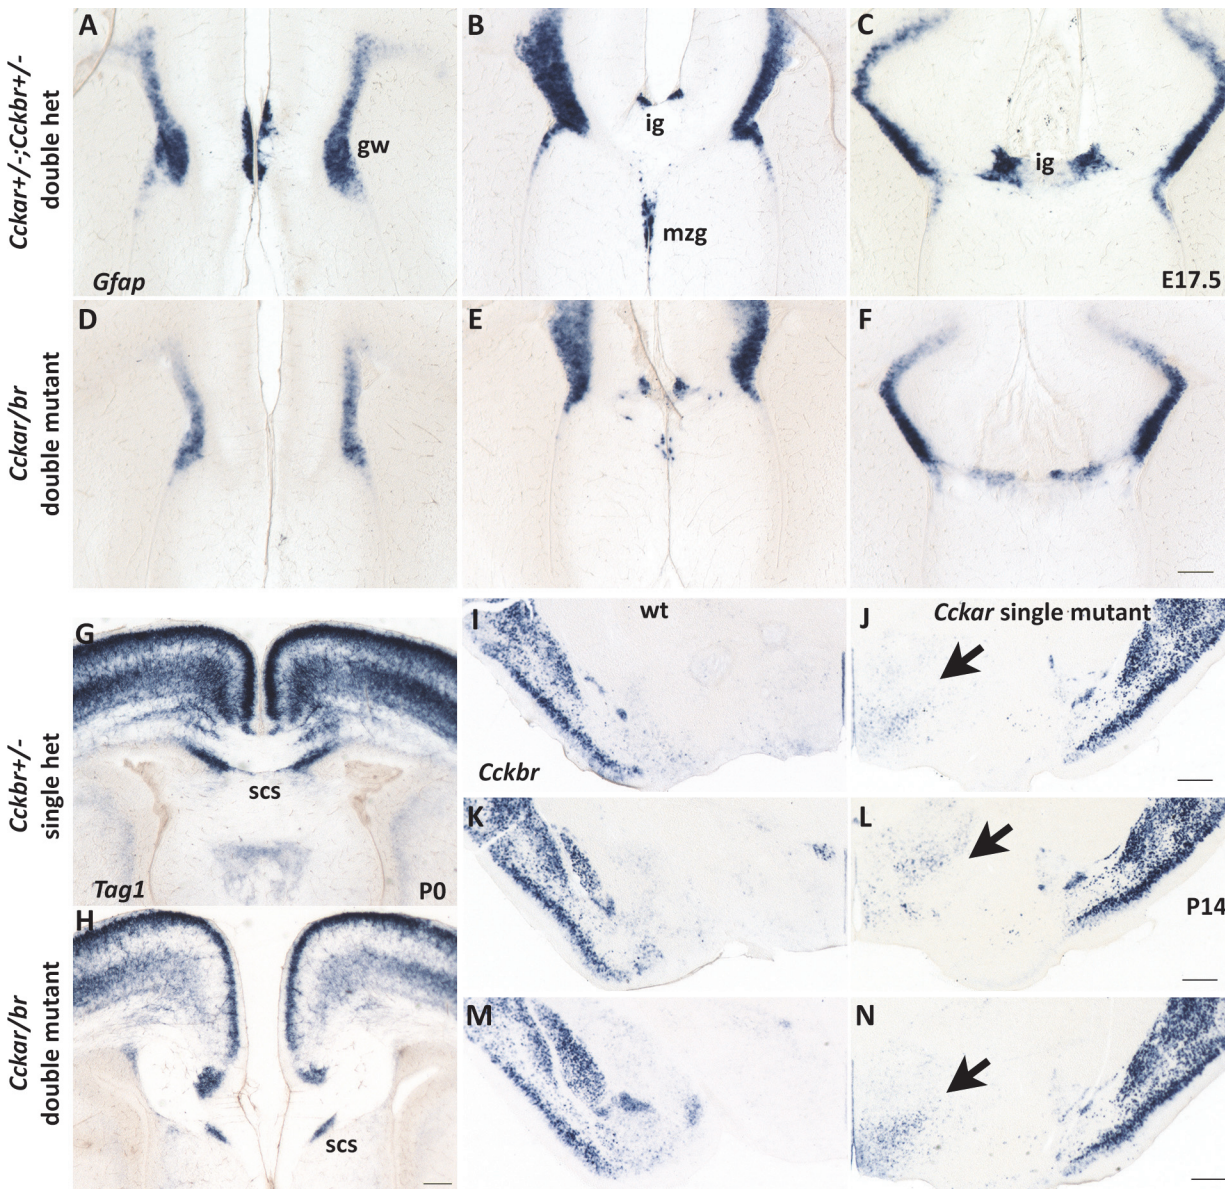 A
B
C
Cckar+/-;Cckbr+/-
double het
gw
ig
mzg
ig
Gfap
E17.5
D
E
F
Cckar/br
double mutant
G
I
wt
J
Cckar single mutant
Cckbr+/-
single het
scs
Cckbr
Tag1
P0
K
L
P14
H
Cckar/br
double mutant
scs
M
N